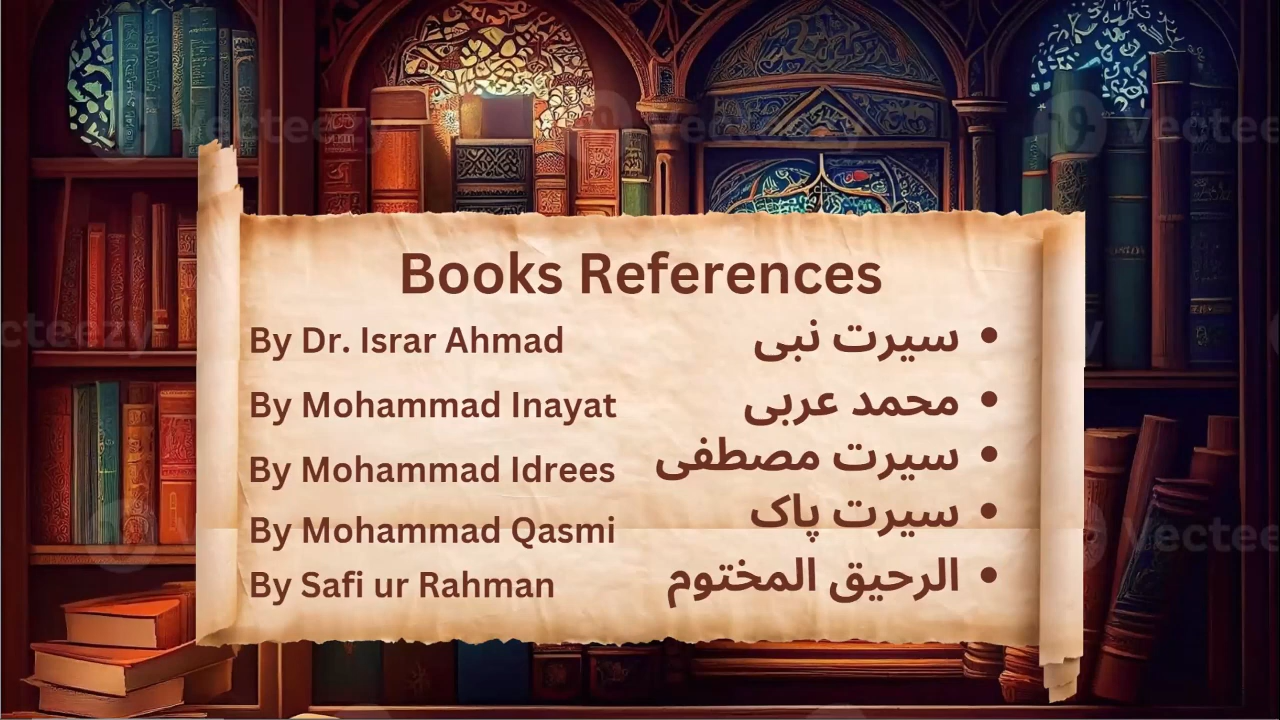 Books References
By Dr. Israr Ahmad سیرت نبی •
By Mohammad Inayat محمد عربی •
By Mohammad Idrees سیرت مصطفی •
By Mohammad Qasmi سیرت پاک •
By Safi ur Rahman الرحیق المختوم •
Vecteezy